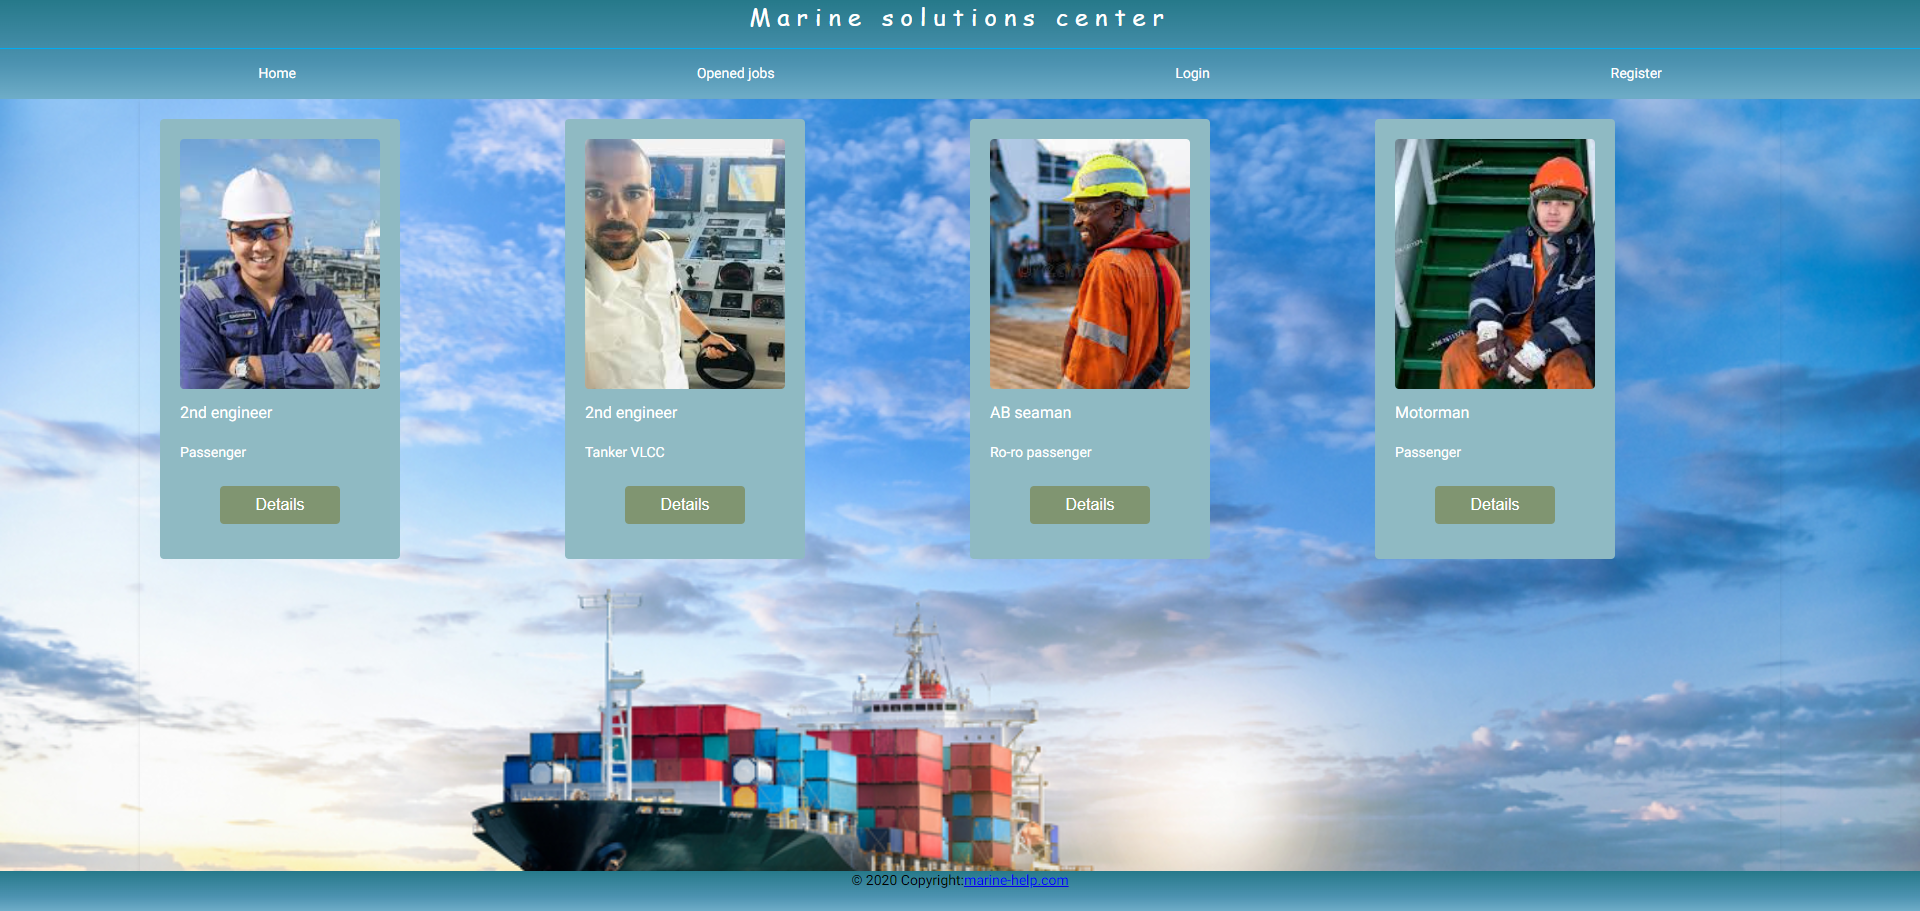 Marine solutions center
Home
Opened jobs
Login
Register
2nd engineer
Passenger
Details
2nd engineer
Tanker VLCC
Details
AB seaman
Ro-ro passenger
Details
Motorman
Passenger
Details
© 2020 Copyright:marine-help.com